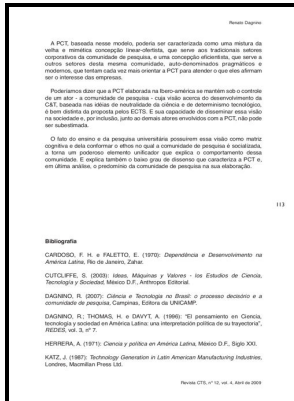 Renato Dagnino
A PCT, baseada nesse modelo, poderia ser caracterizada como uma mistura da
velha e mimética concepção linear-ofertista, que serve aos tradicionais setores
corporativos da comunidade de pesquisa, e uma concepção eficientista, que serve a
outros setores desta mesma comunidade, auto-denominados pragmáticos e
modernos, que tentam cada vez mais orientar a PCT para atender o que eles afirmam
ser o interesse das empresas.
Poderíamos dizer que a PCT elaborada na Ibero-américa se mantém sob o controle
de um ator - a comunidade de pesquisa - cuja visão acerca do desenvolvimento da
C&T, baseada nas idéias de neutralidade da ciência e de determinismo tecnológico,
é bem distinta da proposta pelos ECTS. E sua capacidade de disseminar essa visão
na sociedade e, por inclusão, junto ao demais atores envolvidos com a PCT, não pode
ser subestimada.
O fato do ensino e da pesquisa universitária possuírem essa visão como matriz
cognitiva e dela conformar o ethos no qual a comunidade de pesquisa é socializada,
a torna um poderoso elemento unificador que explica o comportamento dessa
comunidade. E explica também o baixo grau de dissenso que caracteriza a PCT e,
em última análise, o predomínio da comunidade de pesquisa na sua elaboração.
113
Bibliografia
CARDOSO, F. H. e FALETTO, E. (1970): Dependência e Desenvolvimento na
América Latina, Rio de Janeiro, Zahar.
CUTCLIFFE, S. (2003): Ideas, Máquinas y Valores - los Estudios de Ciencia,
Tecnología y Sociedad, México D.F., Anthropos Editorial.
DAGNINO, R. (2007): Ciência e Tecnologia no Brasil: o processo decisório e a
comunidade de pesquisa, Campinas, Editora da UNICAMP.
DAGNINO, R.; THOMAS, H. e DAVYT, A. (1996): "El pensamiento en Ciencia,
tecnología y sociedad en América Latina: una interpretación política de su trayectoria",
REDES, vol. 3, nº 7.
HERRERA, A. (1971): Ciencia y política en América Latina, México D.F., Siglo XXI.
KATZ, J. (1987): Technology Generation in Latin American Manufacturing Industries,
Londres, Macmillan Press Ltd.
Revista CTS, nº 12, vol. 4, Abril de 2009